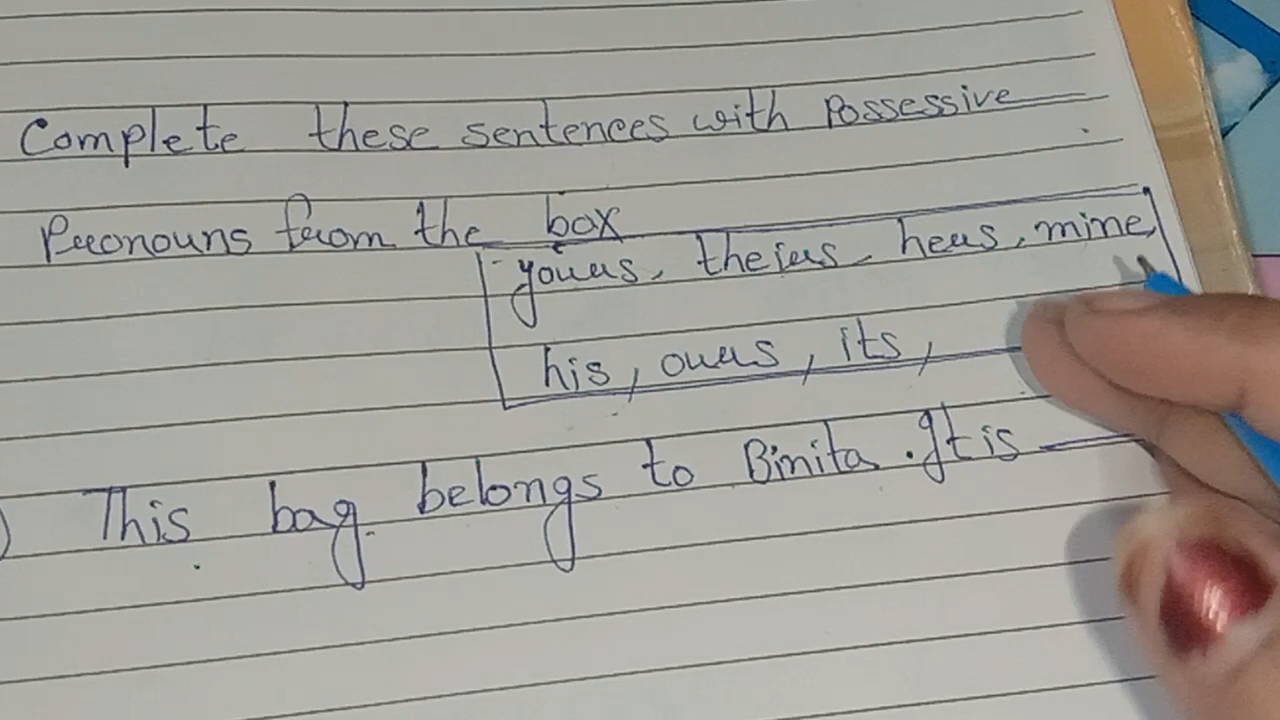 Complete these sentences with Possessive
Pronouns from the box
yours, theirs, hers, mine,
his, ours, its,
) This bag belongs to Binita. It is